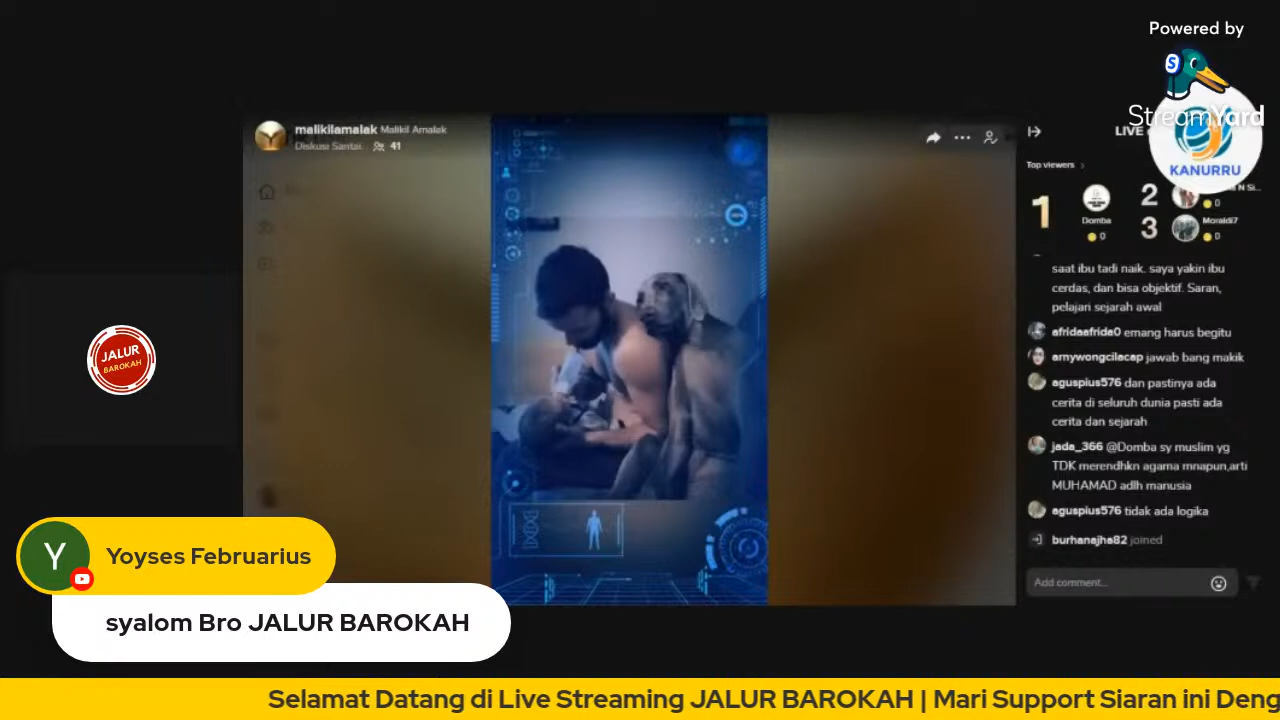 Powered by
StreamYard
KANURRU
malikilamalak Malikil Amalak
Diskusi Santai.. 41
LIVE
Top viewers
1
Domba
0
2
N Si...
0
3
Moraldi7
0
saat ibu tadi naik. saya yakin ibu
cerdas, dan bisa objektif. Saran,
pelajari sejarah awal
afridaafrida0 emang harus begitu
arnywongcilacap jawab bang makik
aguspius576 dan pastinya ada
cerita di seluruh dunia pasti ada
cerita dan sejarah
jada_366 @Domba sy muslim yg
TDK merendhkn agama mnapun,arti
MUHAMAD adlh manusia
aguspius576 tidak ada logika
burhanajha82 joined
Add comment...
JALUR
BAROKAH
Y
Yoyses Februarius
syalom Bro JALUR BAROKAH
Selamat Datang di Live Streaming JALUR BAROKAH | Mari Support Siaran ini Deng